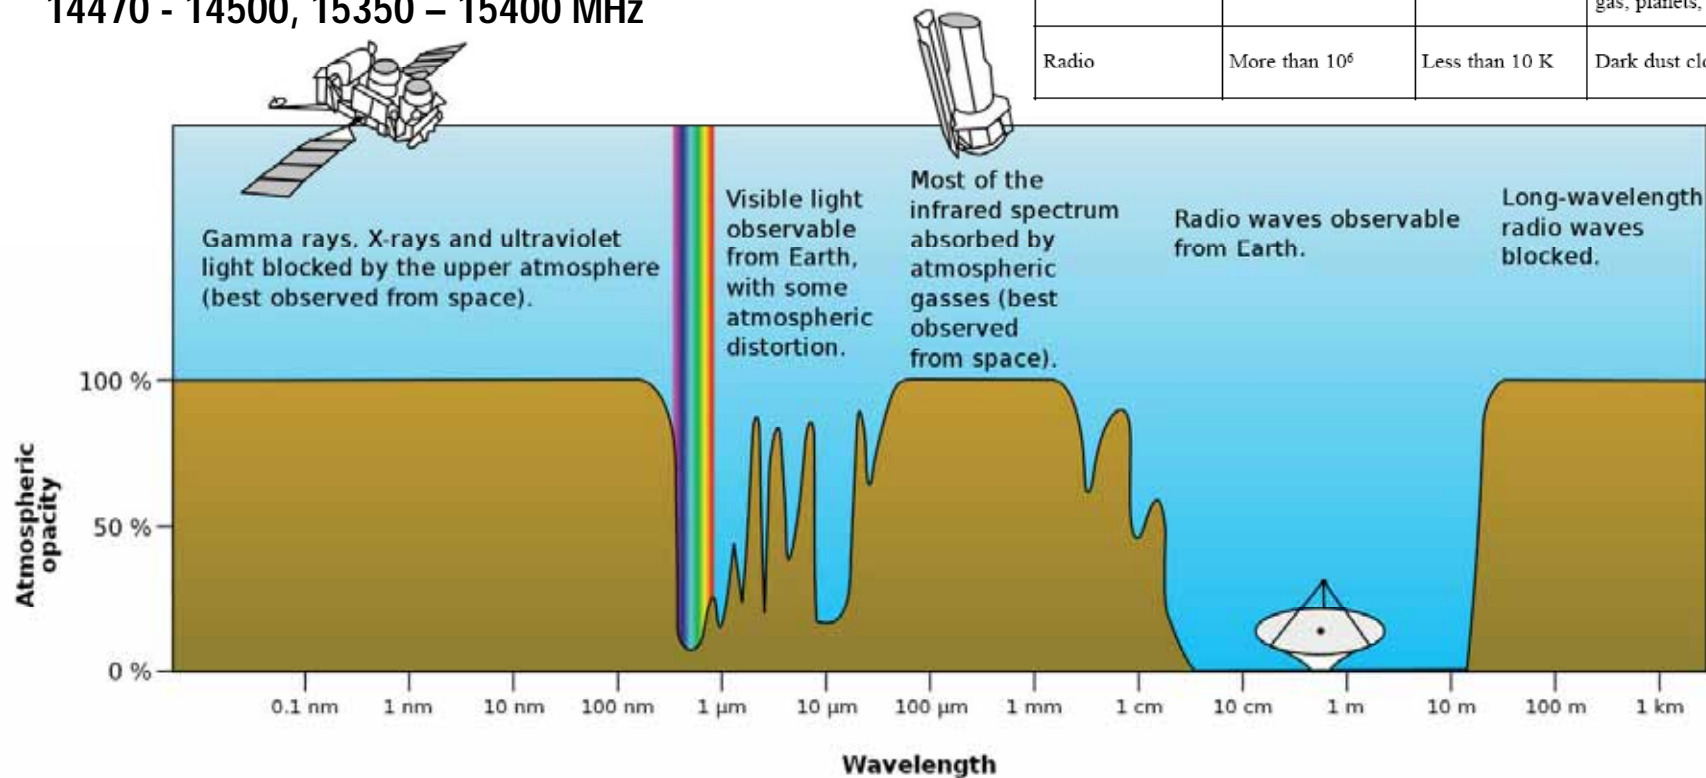 14470 - 14500, 15350 – 15400 MHz
gas, planets,
Radio
More than 10⁶
Less than 10 K
Dark dust
Gamma rays. X-rays and ultraviolet
light blocked by the upper atmosphere
(best observed from space).
Visible light
observable
from Earth,
with some
atmospheric
distortion.
Most of the
infrared spectrum
absorbed by
atmospheric
gasses (best
observed
from space).
Radio waves observable
from Earth.
Long-wavelength
radio waves
blocked.
Atmospheric
opacity
100 %
50 %
0 %
0.1 nm
1 nm
10 nm
100 nm
1 µm
10 µm
100 µm
1 mm
1 cm
10 cm
1 m
10 m
100 m
1 km
Wavelength